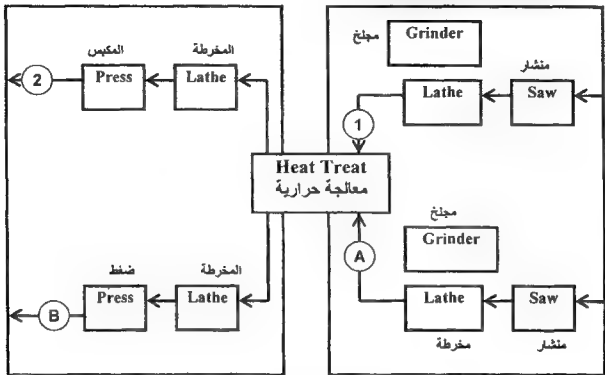 المكبس
المخرطة
2
Press
Lathe
مجلخ
Grinder
منشار
1
Lathe
Saw
Heat Treat
معالجة حرارية
ضغط
المخرطة
B
Press
Lathe
A
مجلخ
Grinder
Lathe
Saw
مخرطة
منشار